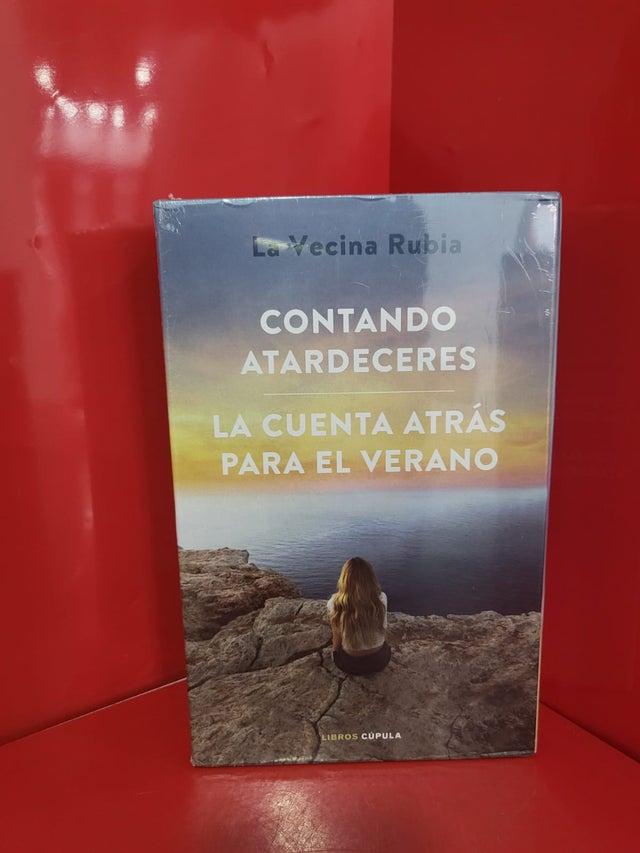 La Vecina Rubia
CONTANDO
ATARDECERES
LA CUENTA ATRÁS
PARA EL VERANO
LIBROS CÚPULA